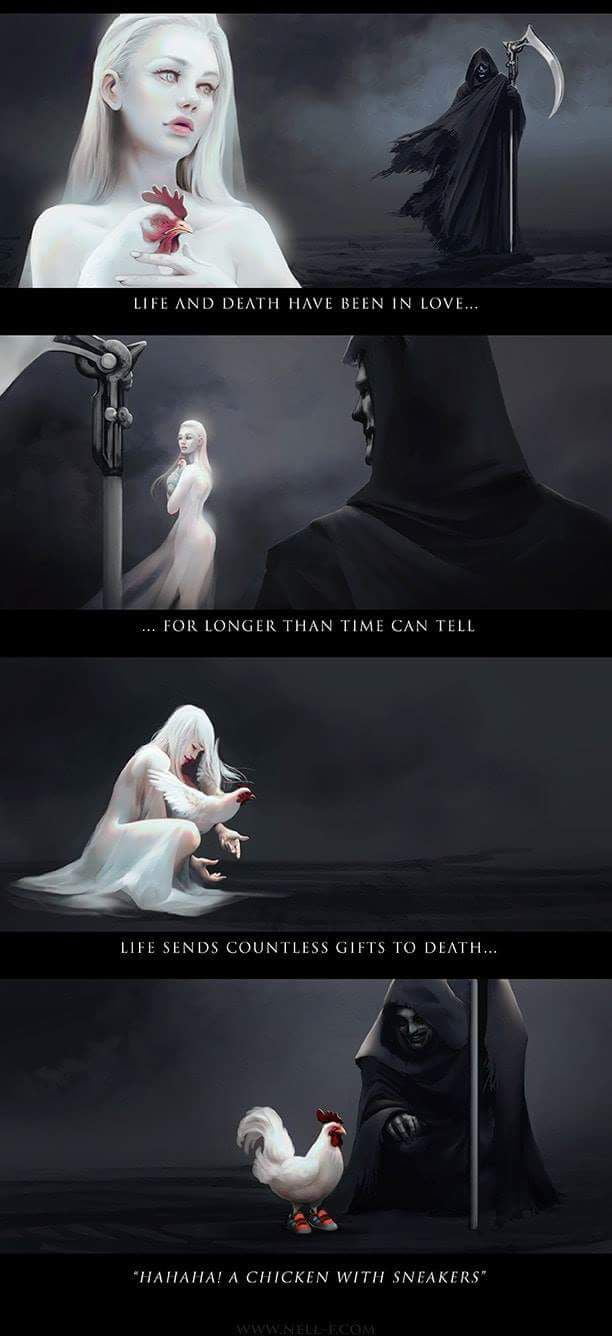 LIFE AND DEATH HAVE BEEN IN LOVE...
... FOR LONGER THAN TIME CAN TELL
LIFE SENDS COUNTLESS GIFTS TO DEATH...
"HAHAHA! A CHICKEN WITH SNEAKERS"
WWW.NELL-F.COM